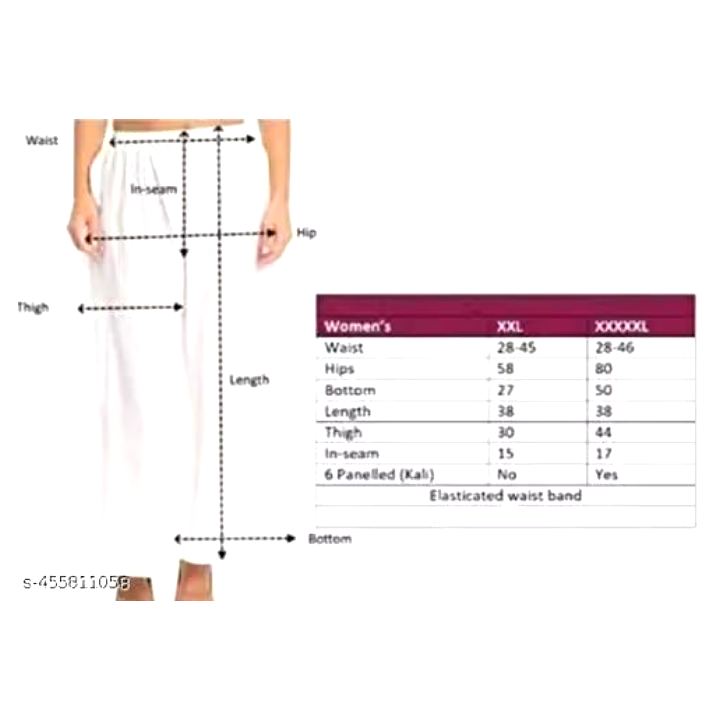 Waist
In-seam
Hip
Thigh
Length
Bottom
Women's XXL XXXXXL
Waist 28-45 28-46
Hips 58 80
Bottom 27 50
Length 38 38
Thigh 30 44
In-seam 15 17
6 Panelled (Kali) No Yes
Elasticated waist band
s-455811058